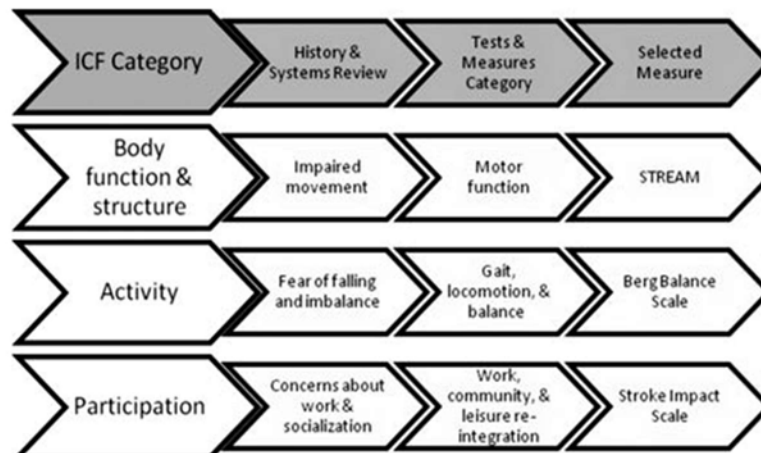 ICF Category
History &
Systems Review
Tests &
Measures
Category
Selected
Measure
Body
function &
structure
Impaired
movement
Motor
function
STREAM
Activity
Fear of falling
and imbalance
Gait,
locomotion, &
balance
Berg Balance
Scale
Participation
Concerns about
work &
socialization
Work,
community, &
leisure re-
integration
Stroke Impact
Scale